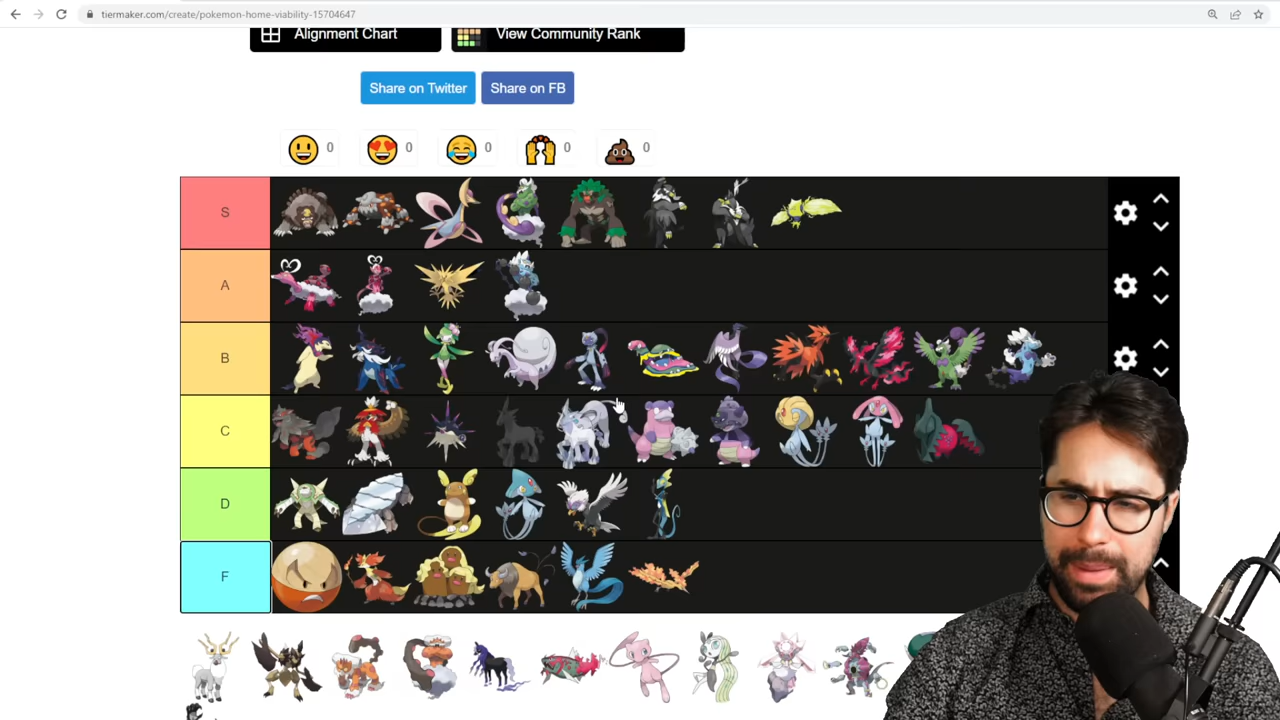 tiermaker.com/create/pokemon-home-viability-15704647
Alignment Chart
View Community Rank
Share on Twitter
Share on FB
0
0
0
0
0
S
A
B
C
D
F